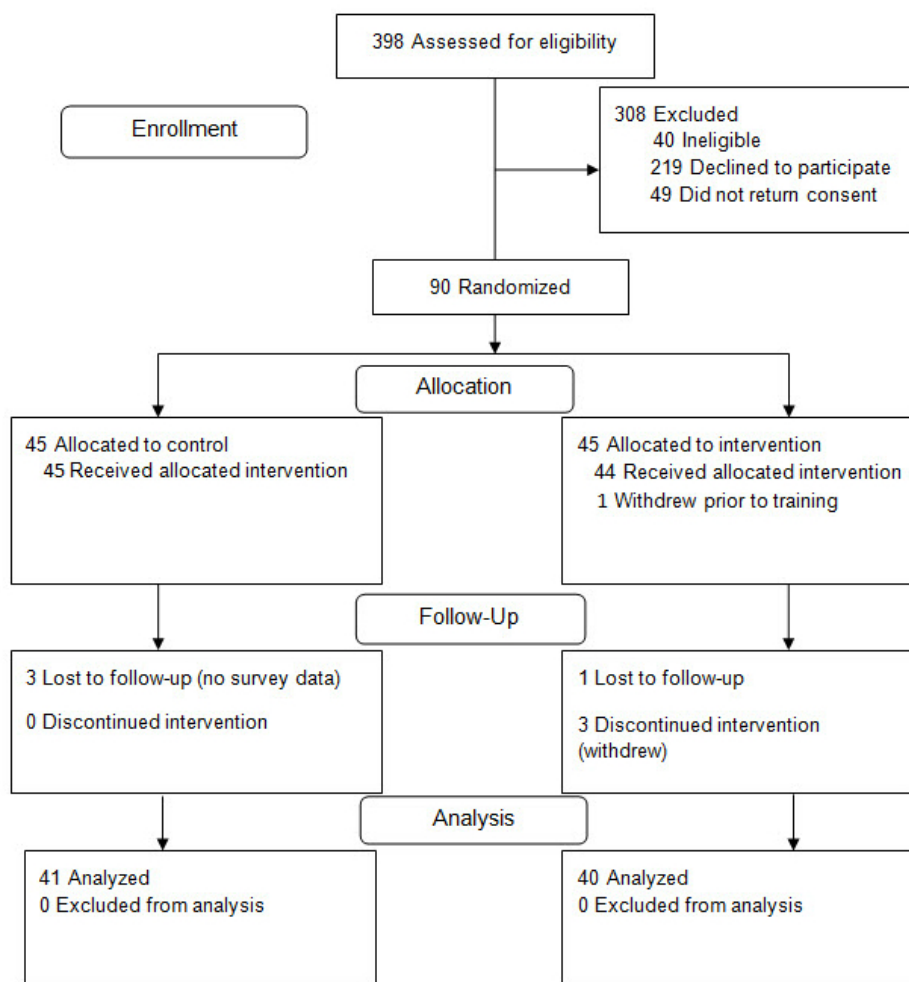 398 Assessed for eligibility
Enrollment
308 Excluded
40 Ineligible
219 Declined to participate
49 Did not return consent
90 Randomized
Allocation
45 Allocated to control
45 Received allocated intervention
45 Allocated to intervention
44 Received allocated intervention
1 Withdrew prior to training
Follow-Up
3 Lost to follow-up (no survey data)
0 Discontinued intervention
1 Lost to follow-up
3 Discontinued intervention
(withdrew)
Analysis
41 Analyzed
0 Excluded from analysis
40 Analyzed
0 Excluded from analysis